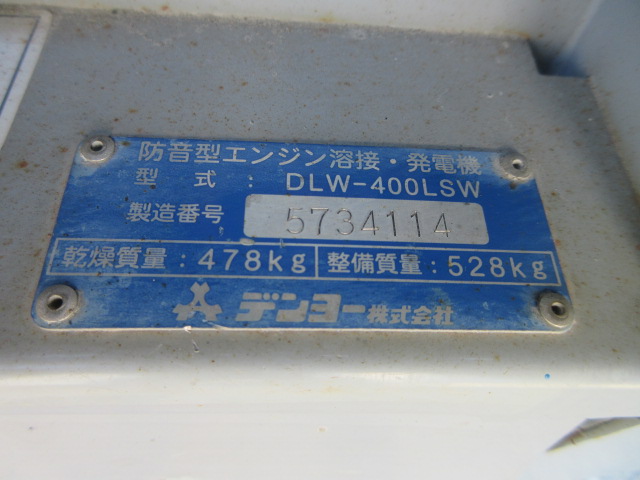 防音型エンジン溶接・発電機
型式：DLW-400LSW
製造番号 5734114
乾燥質量：478kg 整備質量：528kg
デンヨー株式会社